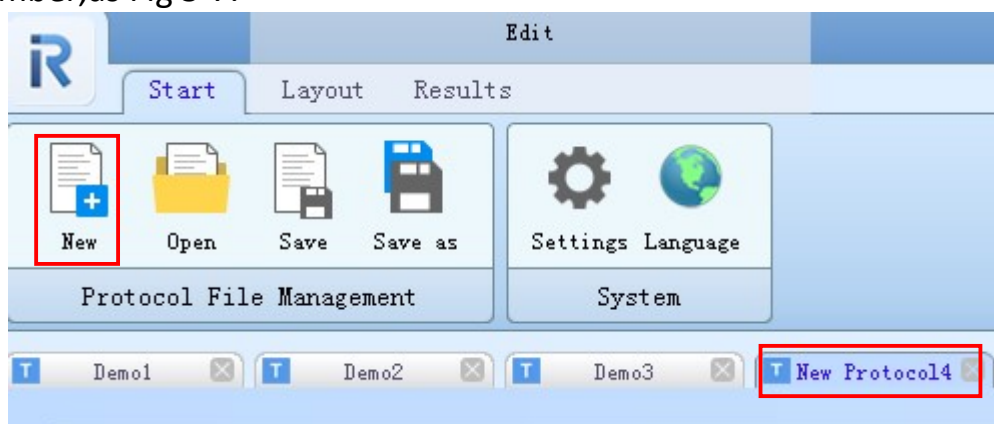 Edit
iR
Start Layout Results
New Open Save Save as Settings Language
Protocol File Management System
T Demo1 T Demo2 T Demo3 T New Protocol4